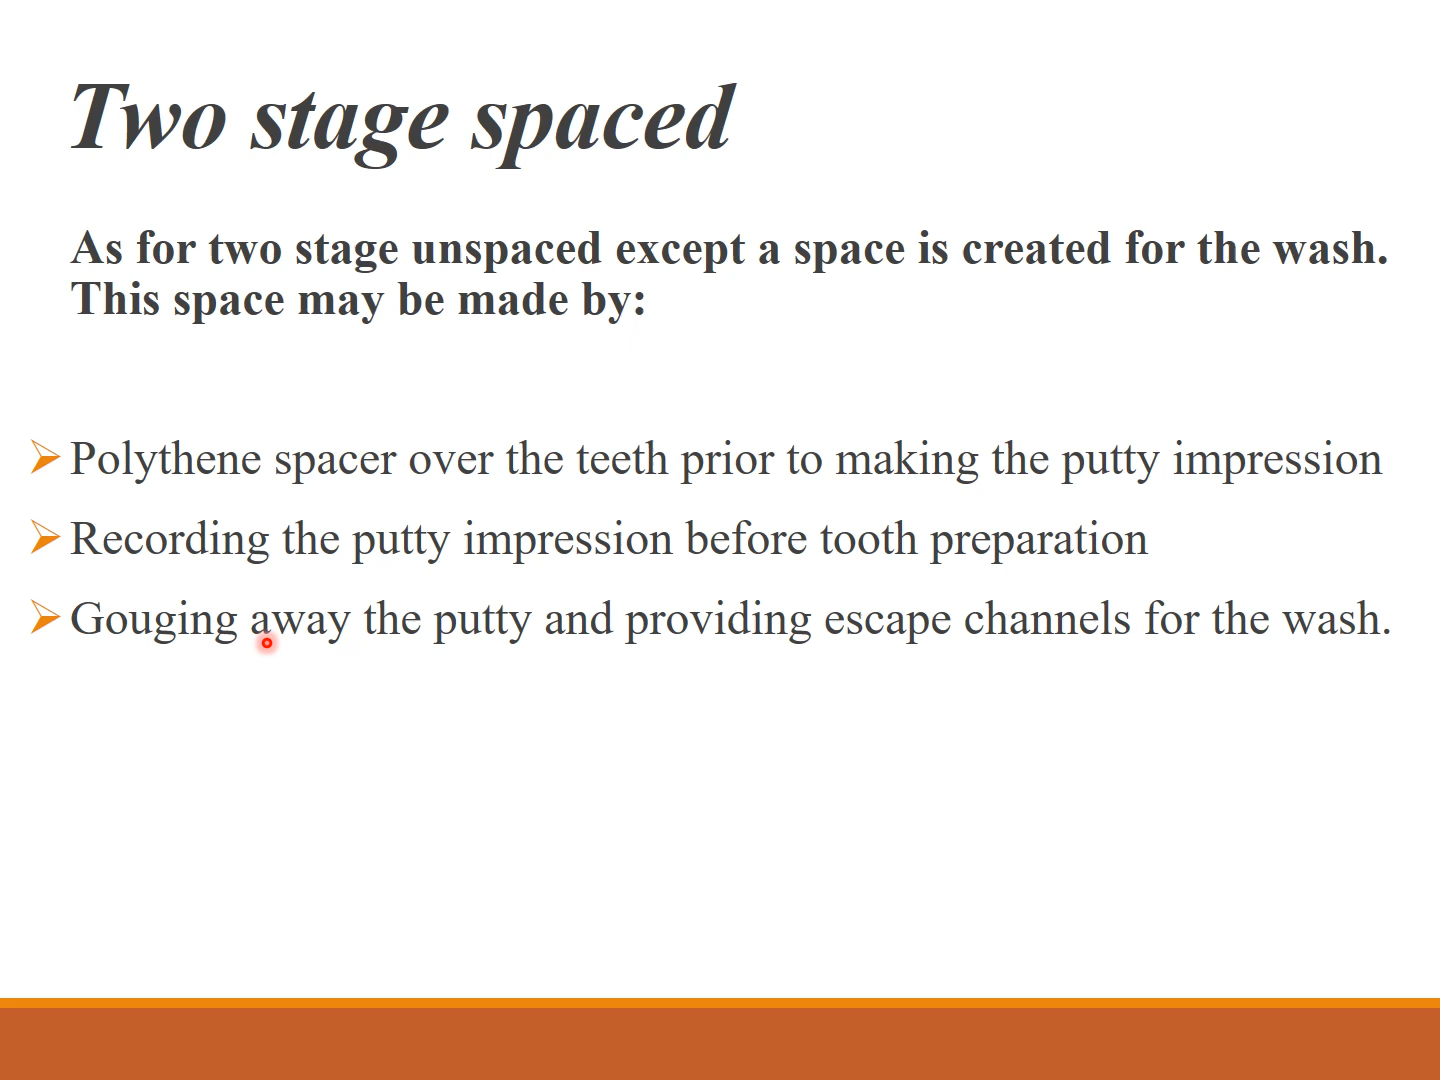 Two stage spaced
As for two stage unspaced except a space is created for the wash.
This space may be made by:
Polythene spacer over the teeth prior to making the putty impression
Recording the putty impression before tooth preparation
Gouging away the putty and providing escape channels for the wash.